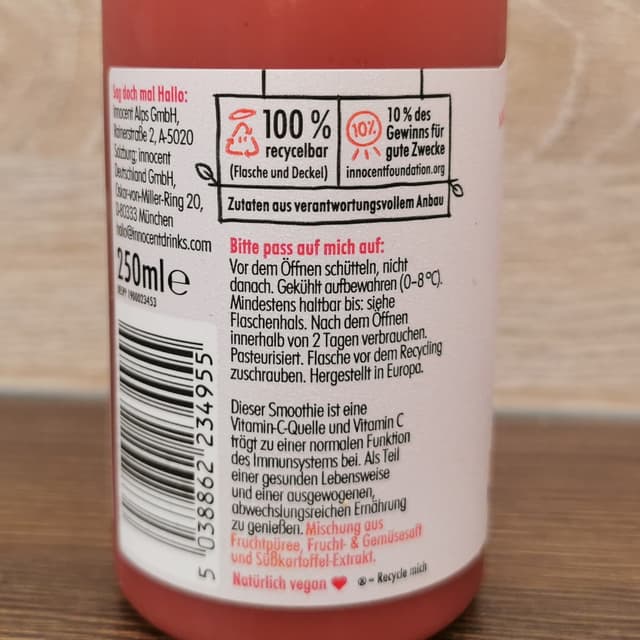 Sag doch mal Hallo:
Innocent Alps GmbH,
Rainerstraße 2, A-5020
Salzburg; innocent
Deutschland GmbH,
Oskar-von-Miller-Ring 20,
D-80333 München
hallo@innocentdrinks.com
250ml e
100 %
recycelbar
(Flasche und Deckel)
10%
10 % des
Gewinns für
gute Zwecke
innocentfoundation.org
Zutaten aus verantwortungsvollem Anbau
Bitte pass auf mich auf:
Vor dem Öffnen schütteln, nicht
danach. Gekühlt aufbewahren (0-8°C).
Mindestens haltbar bis: siehe
Flaschenhals. Nach dem Öffnen
innerhalb von 2 Tagen verbrauchen.
Pasteurisiert. Flasche vor dem Recycling
zuschrauben. Hergestellt in Europa.
Dieser Smoothie ist eine
Vitamin-C-Quelle und Vitamin C
trägt zu einer normalen Funktion
des Immunsystems bei. Als Teil
einer gesunden Lebensweise
und einer ausgewogenen,
abwechslungsreichen Ernährung
zu genießen. Mischung aus
Fruchtpüree, Frucht- & Gemüsesaft
und Süßkartoffel-Extrakt.
Natürlich vegan ♥ ®= Recycle mich
5 038862 234955